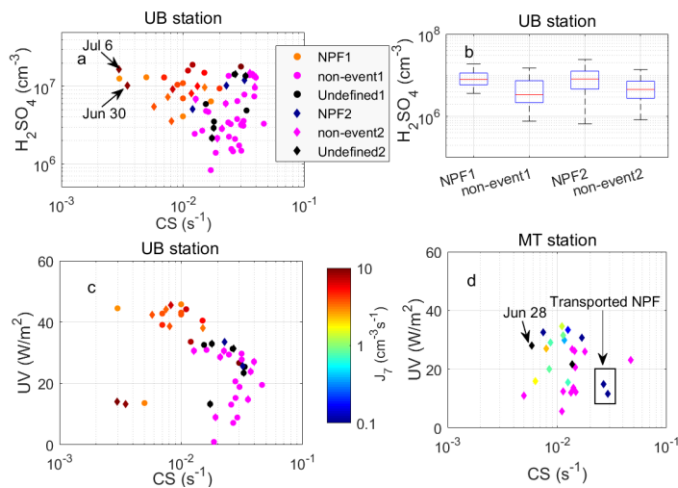 UB station
UB station
Jul 6
a
Jun 30
H2SO4 (cm-3)
10^7
10^6
10^-3
10^-2
10^-1
CS (s-1)
NPF1
non-event1
Undefined1
NPF2
non-event2
Undefined2
b
H2SO4 (cm-3)
10^8
10^6
NPF1
non-event1
NPF2
non-event2
UB station
c
UV (W/m2)
60
40
20
0
10^-3
10^-2
10^-1
CS (s-1)
10
1
0.1
J7 (cm-3s-1)
MT station
d
Transported NPF
Jun 28
UV (W/m2)
60
40
20
0
10^-3
10^-2
10^-1
CS (s-1)